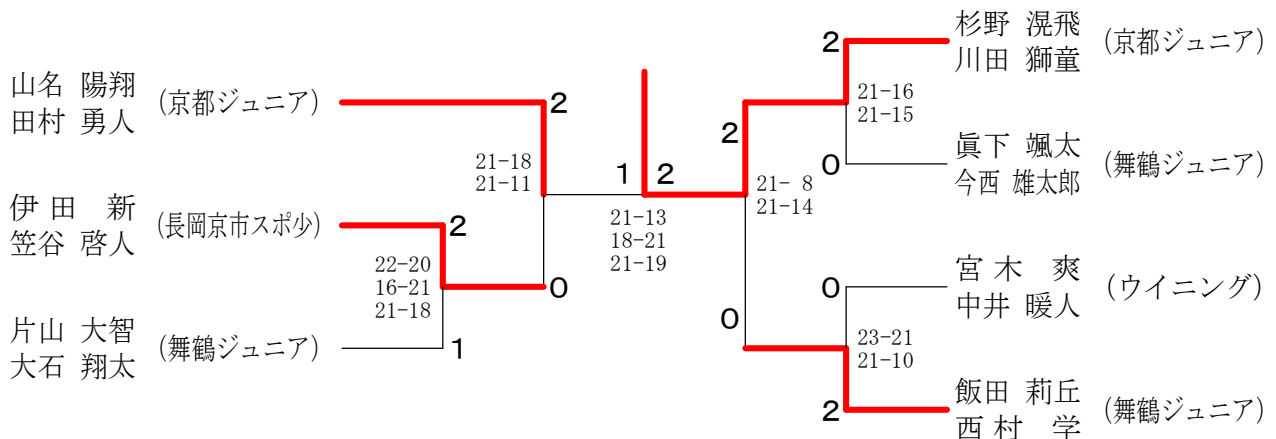 山名 陽翔
田村 勇人
(京都ジュニア)
2
伊田 新
笠谷 啓人
(長岡京市スポ少)
2
片山 大智
大石 翔太
(舞鶴ジュニア)
1
22-20
16-21
21-18
0
21-18
21-11
1
2
21-13
18-21
21-19
2
21- 8
21-14
0
杉野 滉飛
川田 獅童
(京都ジュニア)
2
21-16
21-15
眞下 颯太
今西 雄太郎
(舞鶴ジュニア)
0
宮木 爽
中井 暖人
(ウイニング)
0
23-21
21-10
飯田 莉丘
西村 学
(舞鶴ジュニア)
2